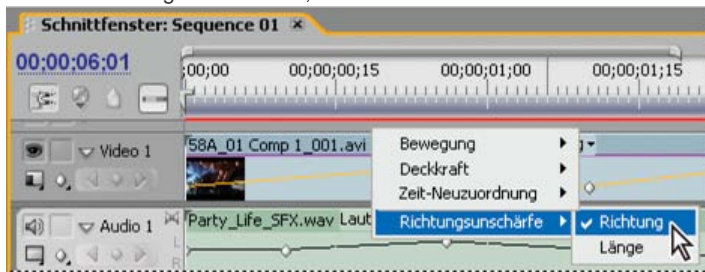 Schnittfenster: Sequence 01 ×
00;00;06;01
;00;00 00;00;00;15 00;00;01;00 00;00;01;15
Video 1 58A_01 Comp 1_001.avi
Bewegung
Deckkraft
Zeit-Neuzuordnung
Richtungsunschärfe
Richtung
Länge
Audio 1 Party_Life_SFX.wav Laut
L
R